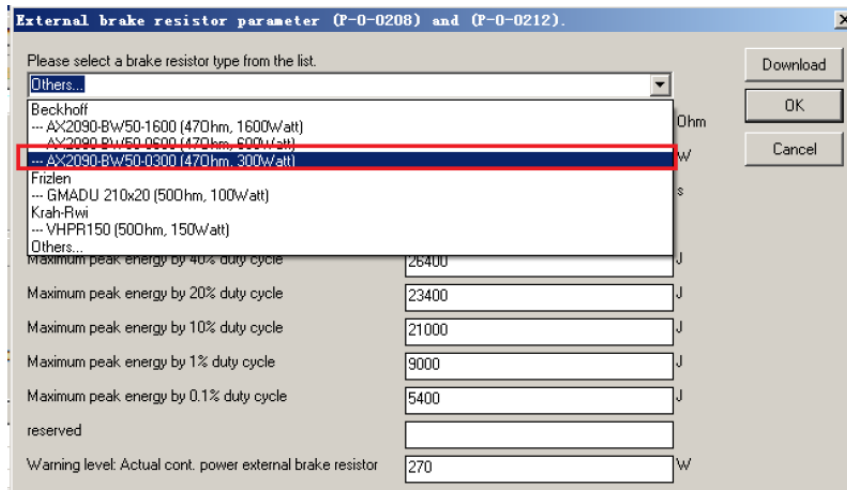 External brake resistor parameter (P-0-0208) and (P-0-0212).
Please select a brake resistor type from the list.
Download
Others...
OK
Beckhoff
--- AX2090-BW50-1600 (47Ohm, 1600Watt)
Ohm
--- AX2090-BW50-0600 (47Ohm, 600Watt)
Cancel
--- AX2090-BW50-0300 (47Ohm, 300Watt)
W
Frizlen
--- GMADU 210x20 (50Ohm, 100Watt)
s
Krah-Rwi
--- VHPR150 (50Ohm, 150Watt)
Others...
Maximum peak energy by 40% duty cycle 26400 J
Maximum peak energy by 20% duty cycle 23400 J
Maximum peak energy by 10% duty cycle 21000 J
Maximum peak energy by 1% duty cycle 9000 J
Maximum peak energy by 0.1% duty cycle 5400 J
reserved
Warning level: Actual cont. power external brake resistor 270 W